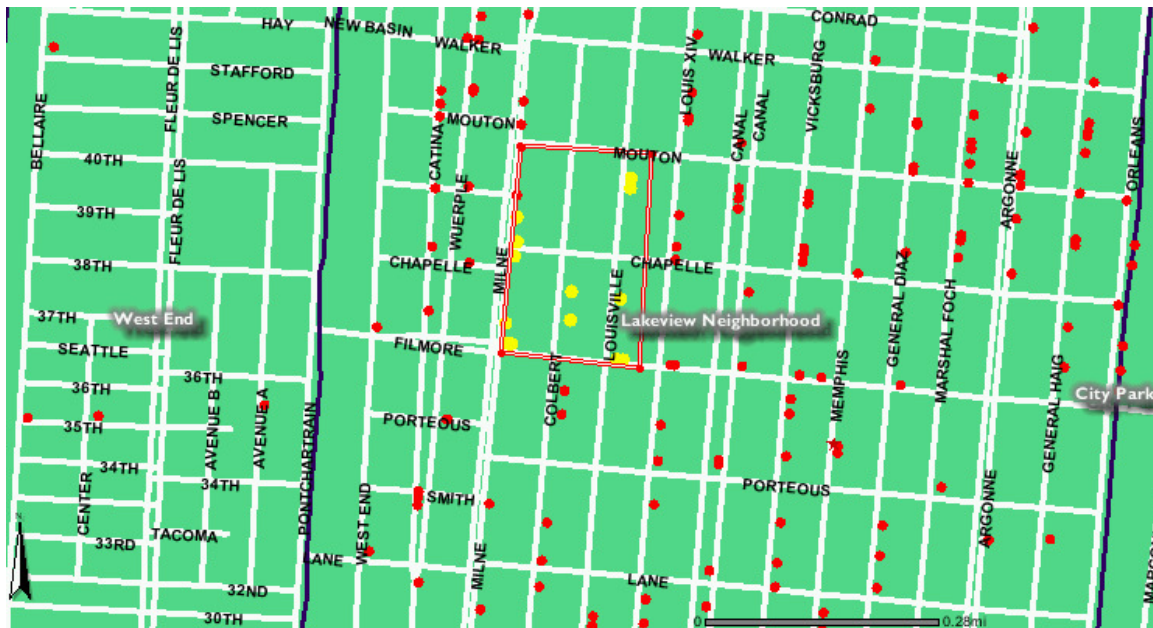 HAY
NEW BASIN
CONRAD
WALKER
WALKER
STAFFORD
FLEUR DE LIS
LOUIS XIV
CANAL
VICKSBURG
SPENCER
MOUTON
BELLAIRE
40TH
CATINA
MOUTON
CANAL
ORLEANS
39TH
FLEUR DE LIS
WUERPLE
ARGONNE
38TH
CHAPELLE
MILNE
CHAPELLE
LOUISVILLE
GENERAL DIAZ
MARSHAL FOCH
37TH
West End
Lakeview Neighborhood
SEATTLE
FILMORE
36TH
36TH
COLBERT
MEMPHIS
GENERAL HAIG
City Park
AVENUE B
AVENUE A
35TH
PORTEOUS
PONTCHARTRAIN
34TH
34TH
PORTEOUS
CENTER
SMITH
WEST END
ARGONNE
33RD
TACOMA
LANE
MILNE
LANE
32ND
30TH
0
0.28mi
N